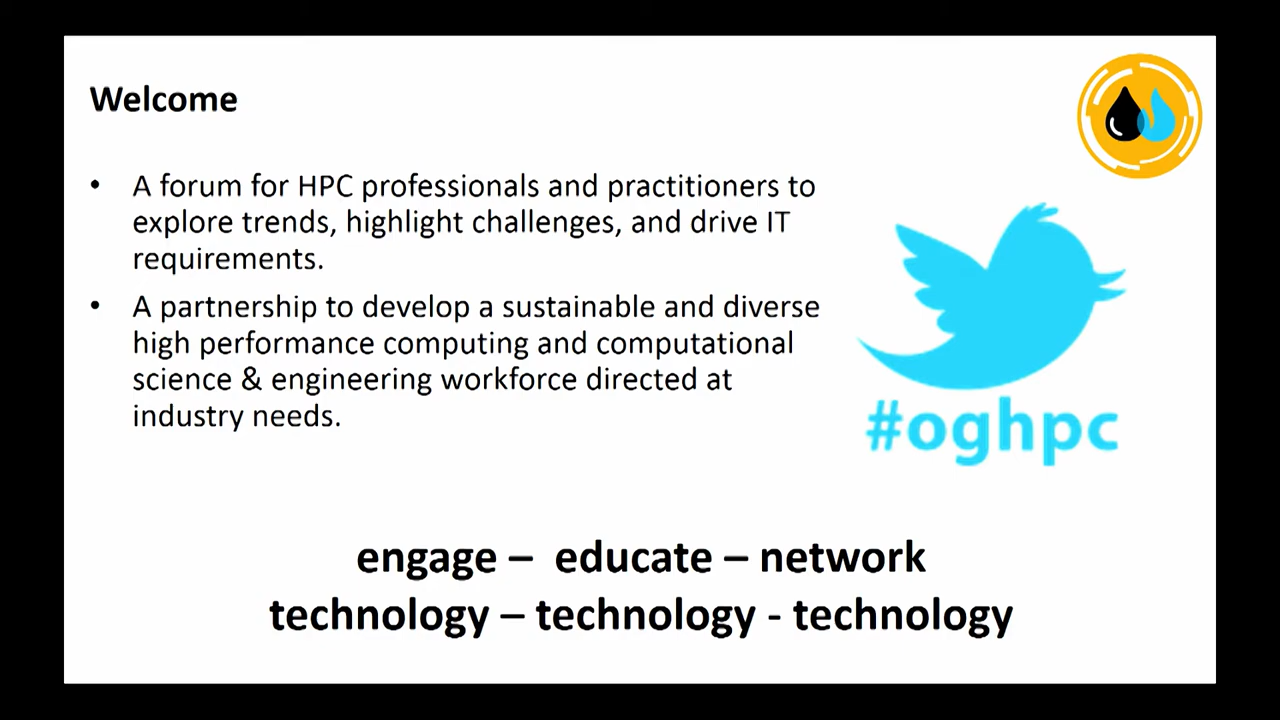 Welcome
• A forum for HPC professionals and practitioners to
explore trends, highlight challenges, and drive IT
requirements.
• A partnership to develop a sustainable and diverse
high performance computing and computational
science & engineering workforce directed at
industry needs.
#oghpc
engage – educate – network
technology – technology - technology